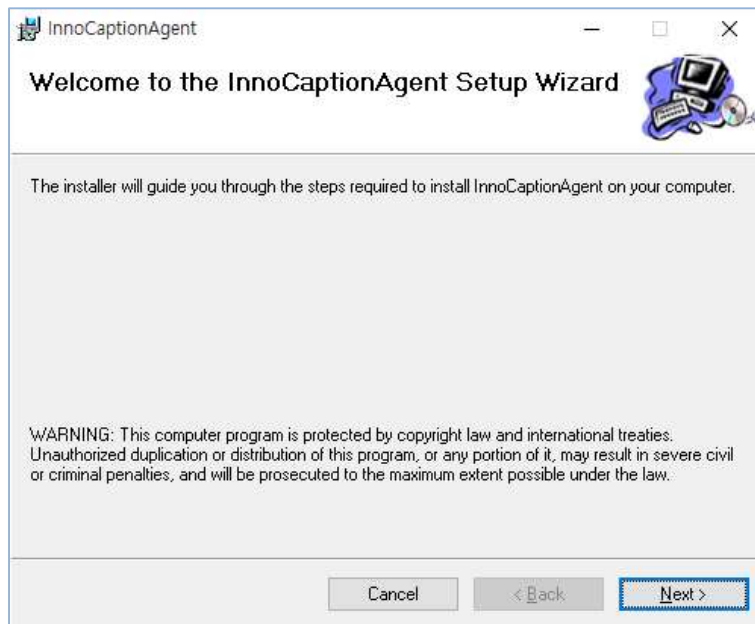 InnoCaptionAgent
Welcome to the InnoCaptionAgent Setup Wizard
The installer will guide you through the steps required to install InnoCaptionAgent on your computer.
WARNING: This computer program is protected by copyright law and international treaties.
Unauthorized duplication or distribution of this program, or any portion of it, may result in severe civil
or criminal penalties, and will be prosecuted to the maximum extent possible under the law.
Cancel
< Back
Next >